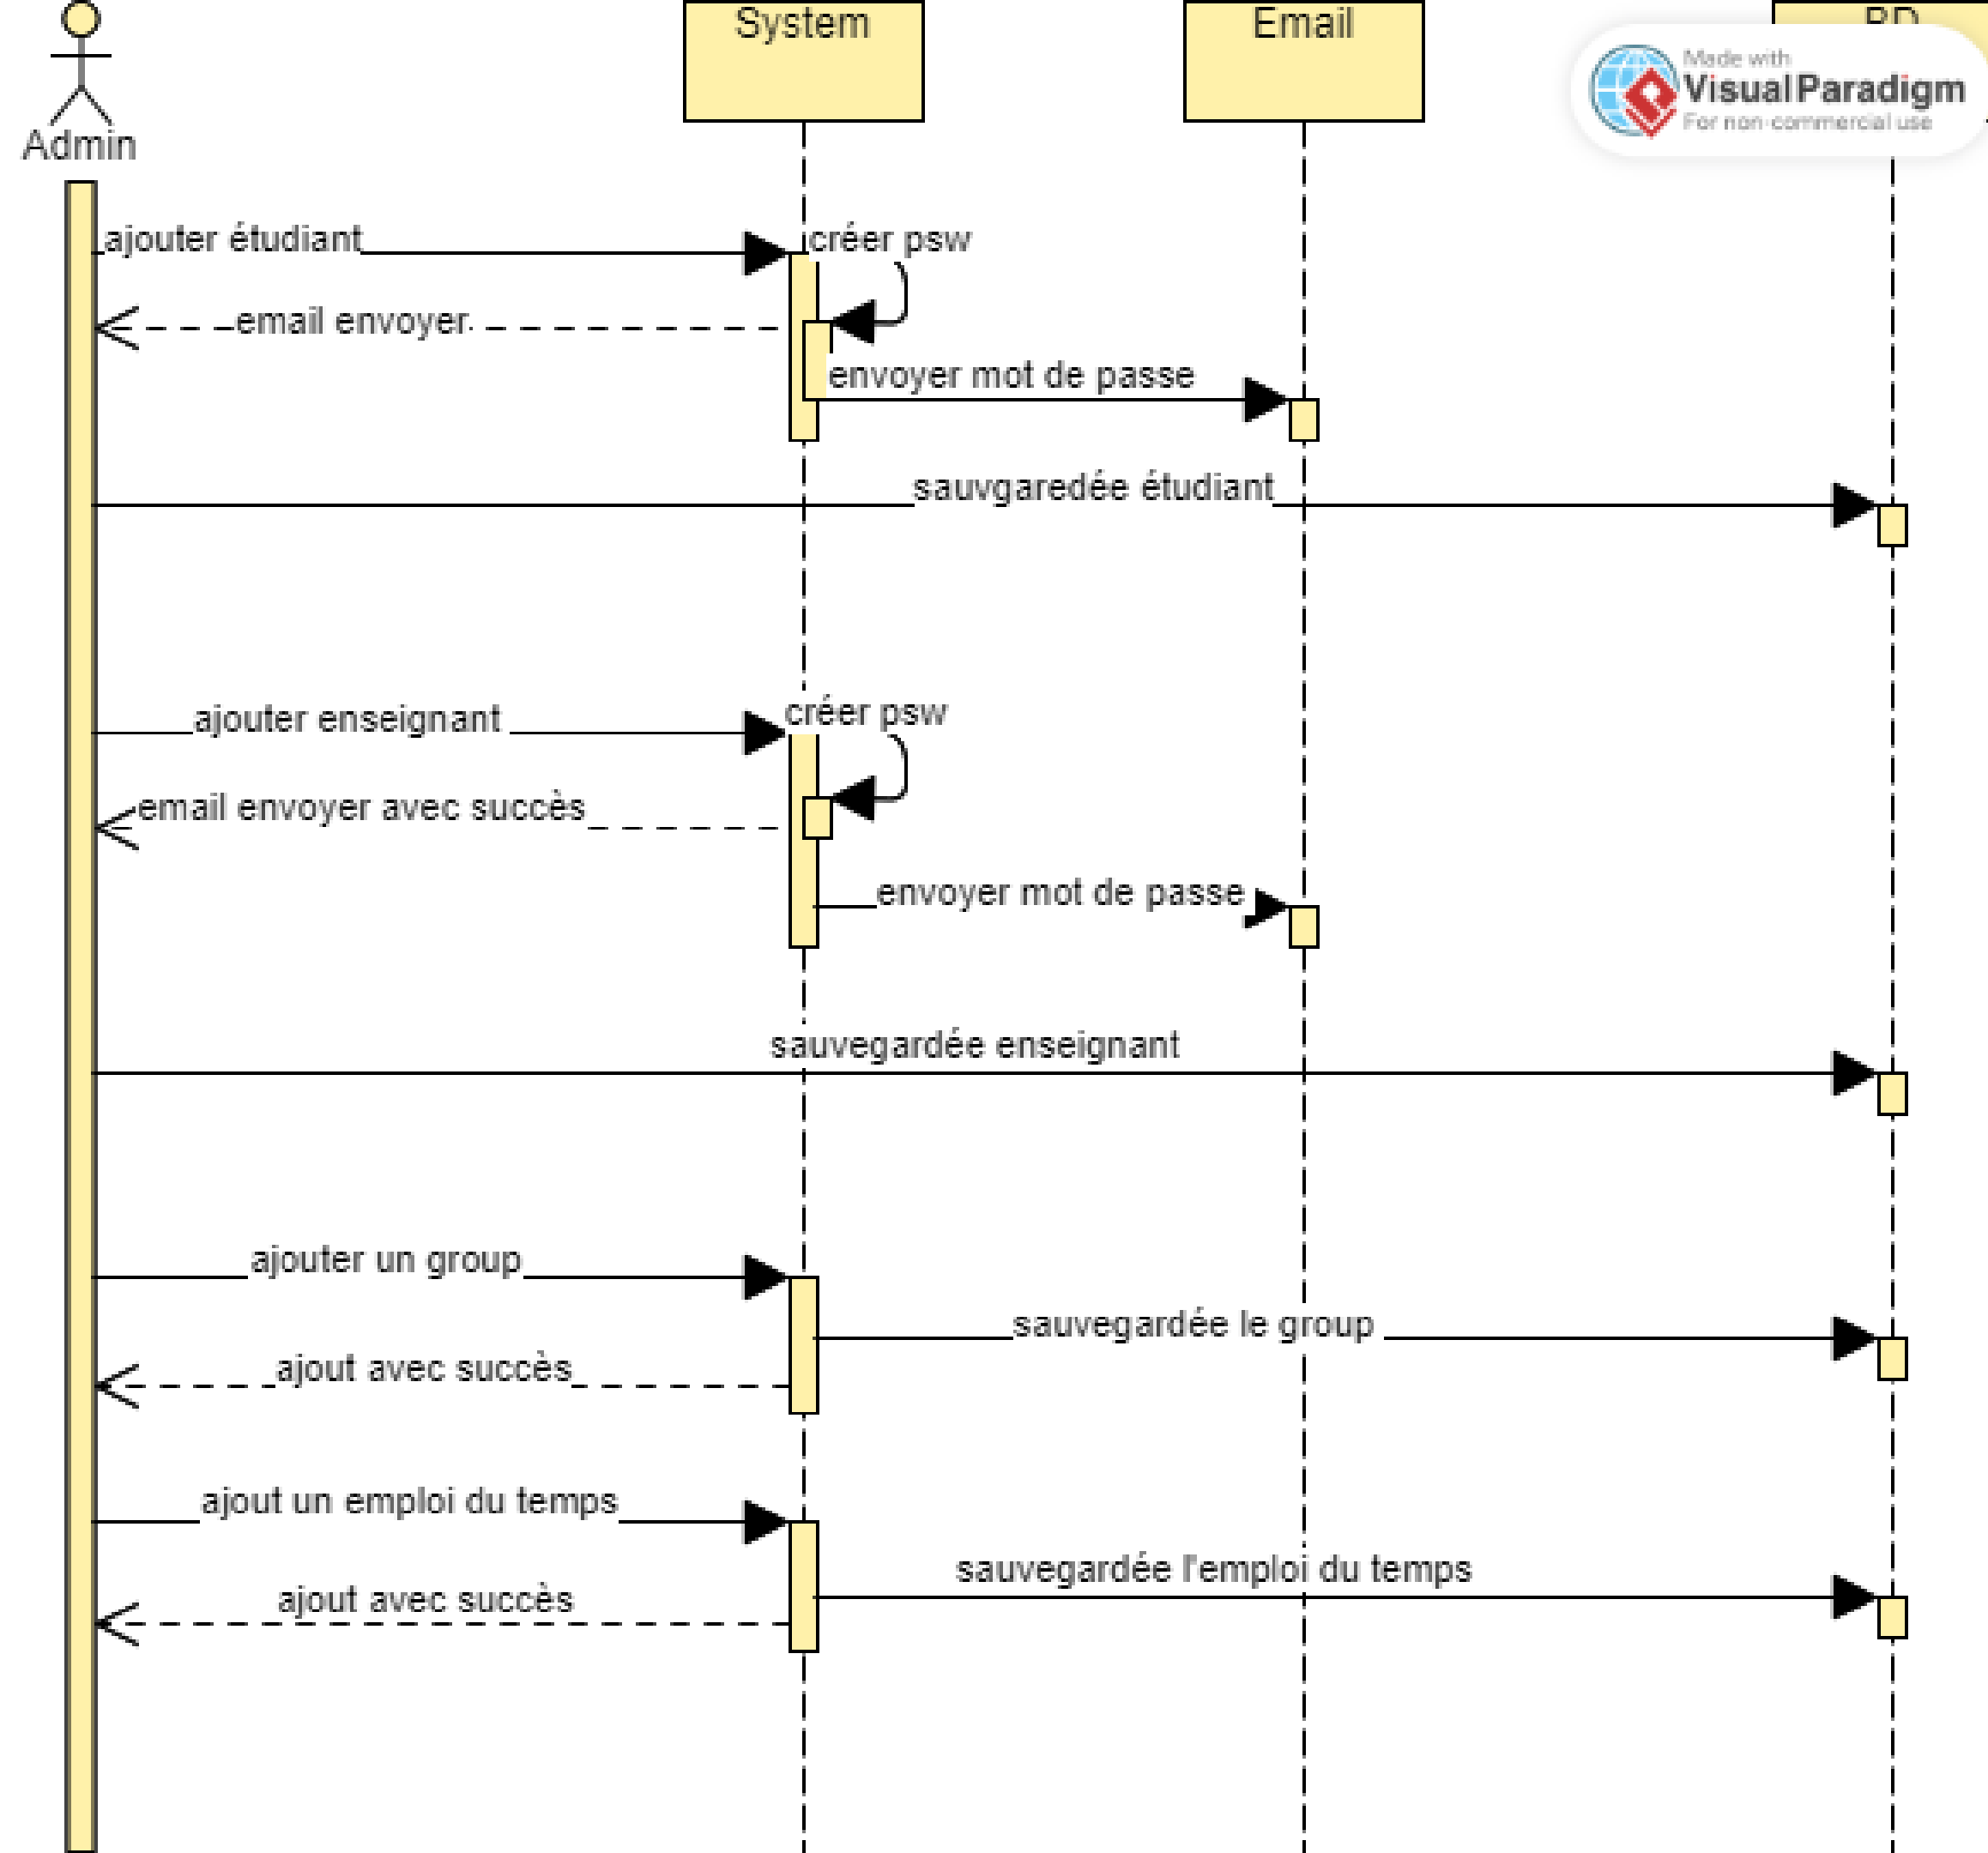 System
Email
Made with
Visual Paradigm
For non-commercial use
Admin
ajouter étudiant
créer psw
email envoyer
envoyer mot de passe
sauvgaredée étudiant
ajouter enseignant
créer psw
email envoyer avec succès
envoyer mot de passe
sauvegardée enseignant
ajouter un group
sauvegardée le group
ajout avec succès
ajout un emploi du temps
sauvegardée l'emploi du temps
ajout avec succès